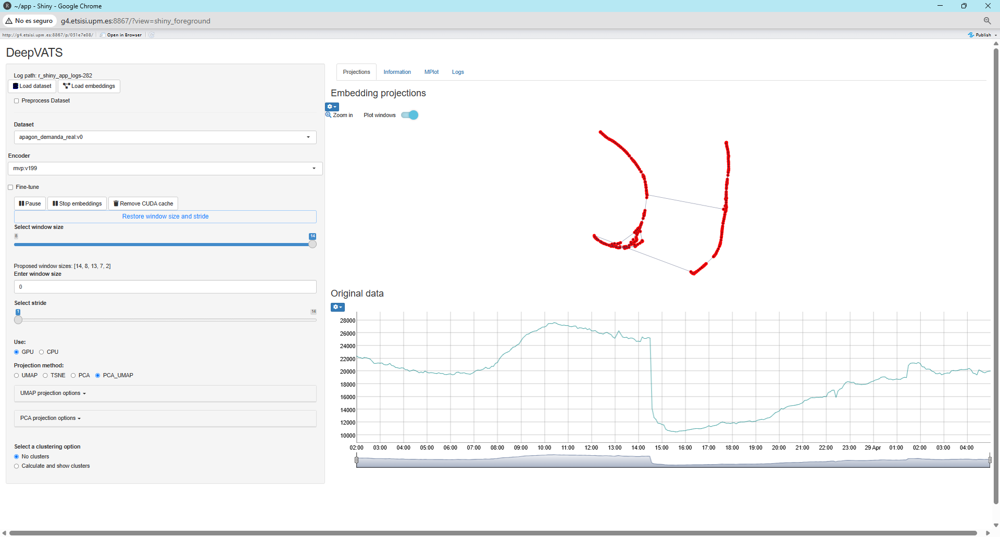 ~/app - Shiny - Google Chrome
No es seguro g4.etsisi.upm.es:8867/?view=shiny_foreground
http://g4.etsisi.upm.es:8867/p/031e7e08/ Open in Browser Publish
DeepVATS
Log path: r_shiny_app_logs-282
Load dataset Load embeddings
Preprocess Dataset
Dataset
apagon_demanda_real:v0
Encoder
mvp:v199
Fine-tune
Pause Stop embeddings Remove CUDA cache
Restore window size and stride
Select window size
8 14
Proposed window sizes: [14, 8, 13, 7, 2]
Enter window size
0
Select stride
1 14
Use:
GPU CPU
Projection method:
UMAP TSNE PCA PCA_UMAP
UMAP projection options
PCA projection options
Select a clustering option
No clusters
Calculate and show clusters
Projections Information MPlot Logs
Embedding projections
Zoom in Plot windows
Original data
28000
26000
24000
22000
20000
18000
16000
14000
12000
10000
02:00 03:00 04:00 05:00 06:00 07:00 08:00 09:00 10:00 11:00 12:00 13:00 14:00 15:00 16:00 17:00 18:00 19:00 20:00 21:00 22:00 23:00 29 Apr 01:00 02:00 03:00 04:00